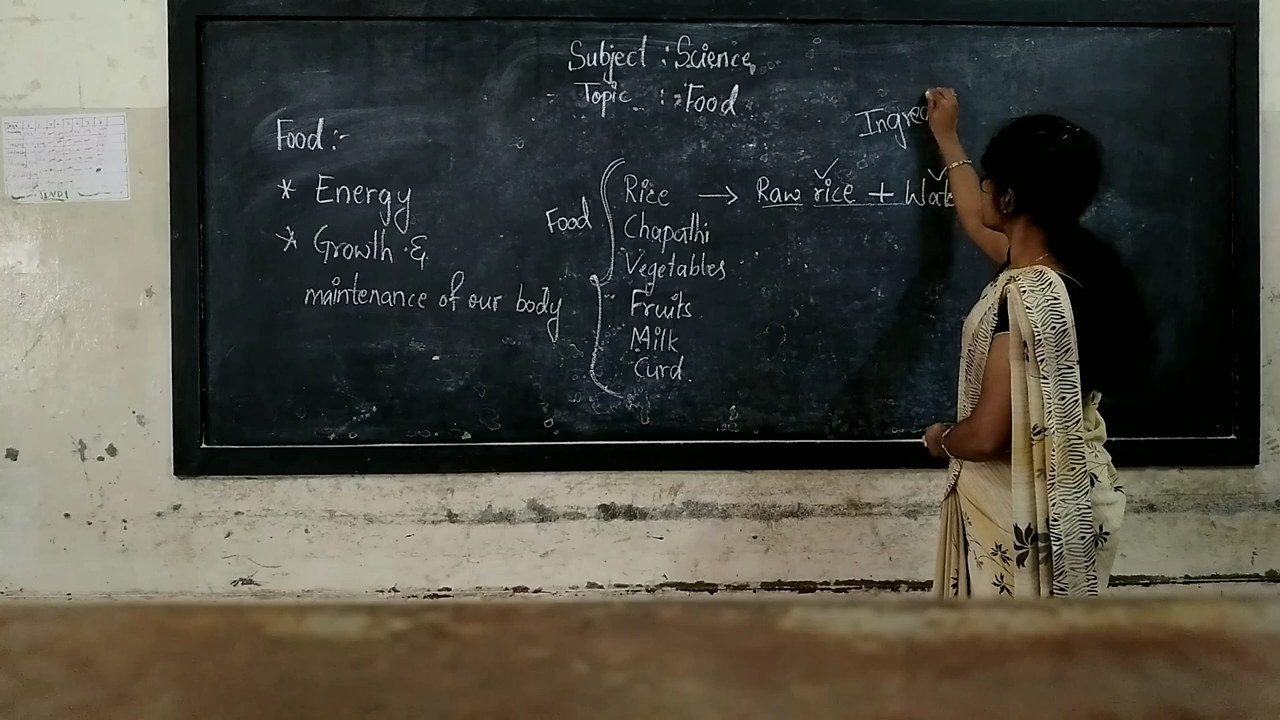 Subject : Science
Topic : Food
Ingre
Food :-
* Energy
* Growth &
maintenance of our body
Food
Rice → Raw rice + Wate
Chapathi
Vegetables
Fruits
Milk
Curd